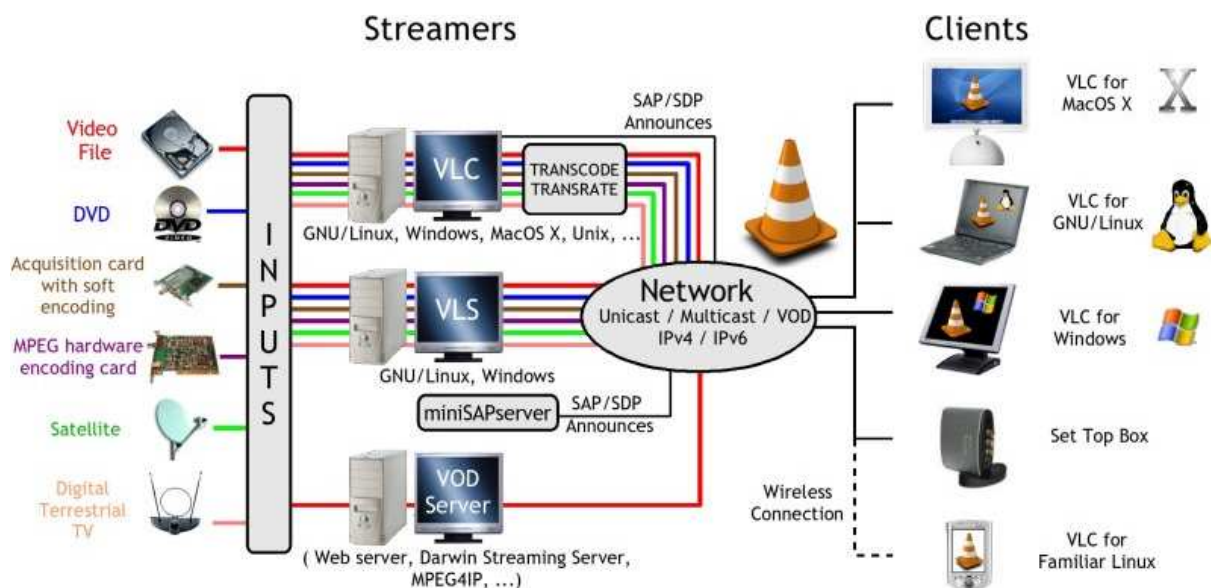 Streamers
Clients
Video
File
DVD
Acquisition card
with soft
encoding
MPEG hardware
encoding card
Satellite
Digital
Terrestrial
TV
INPUTS
VLC
TRANSCODE
TRANSRATE
SAP/SDP
Announces
GNU/Linux, Windows, MacOS X, Unix, ...
VLS
GNU/Linux, Windows
Network
Unicast / Multicast / VOD
IPv4 / IPv6
miniSAPserver
SAP/SDP
Announces
VOD
Server
( Web server, Darwin Streaming Server,
MPEG4IP, ...)
Wireless
Connection
VLC for
MacOS X
X
VLC for
GNU/Linux
VLC for
Windows
Set Top Box
VLC for
Familiar Linux
DVD
VIDEO